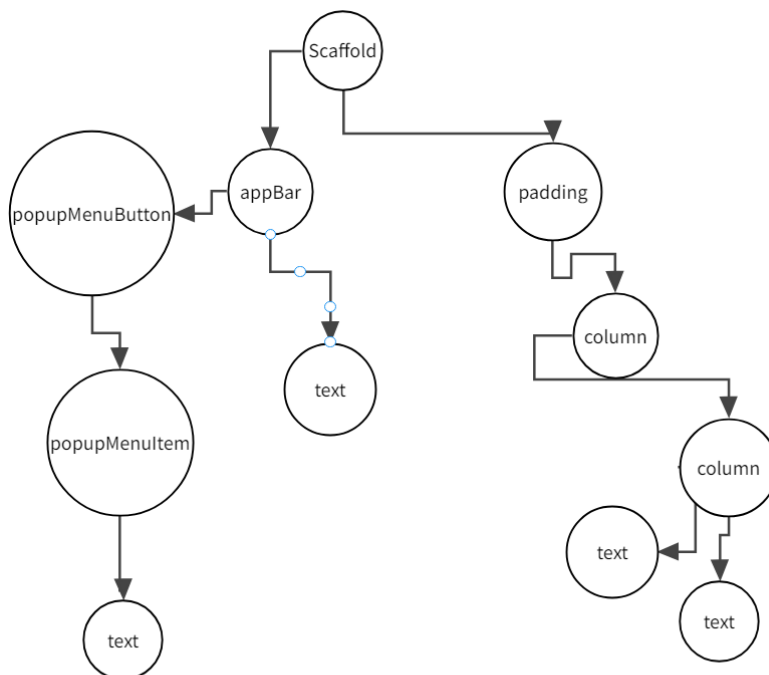 Scaffold
appBar
padding
popupMenuButton
column
text
popupMenuItem
column
text
text
text